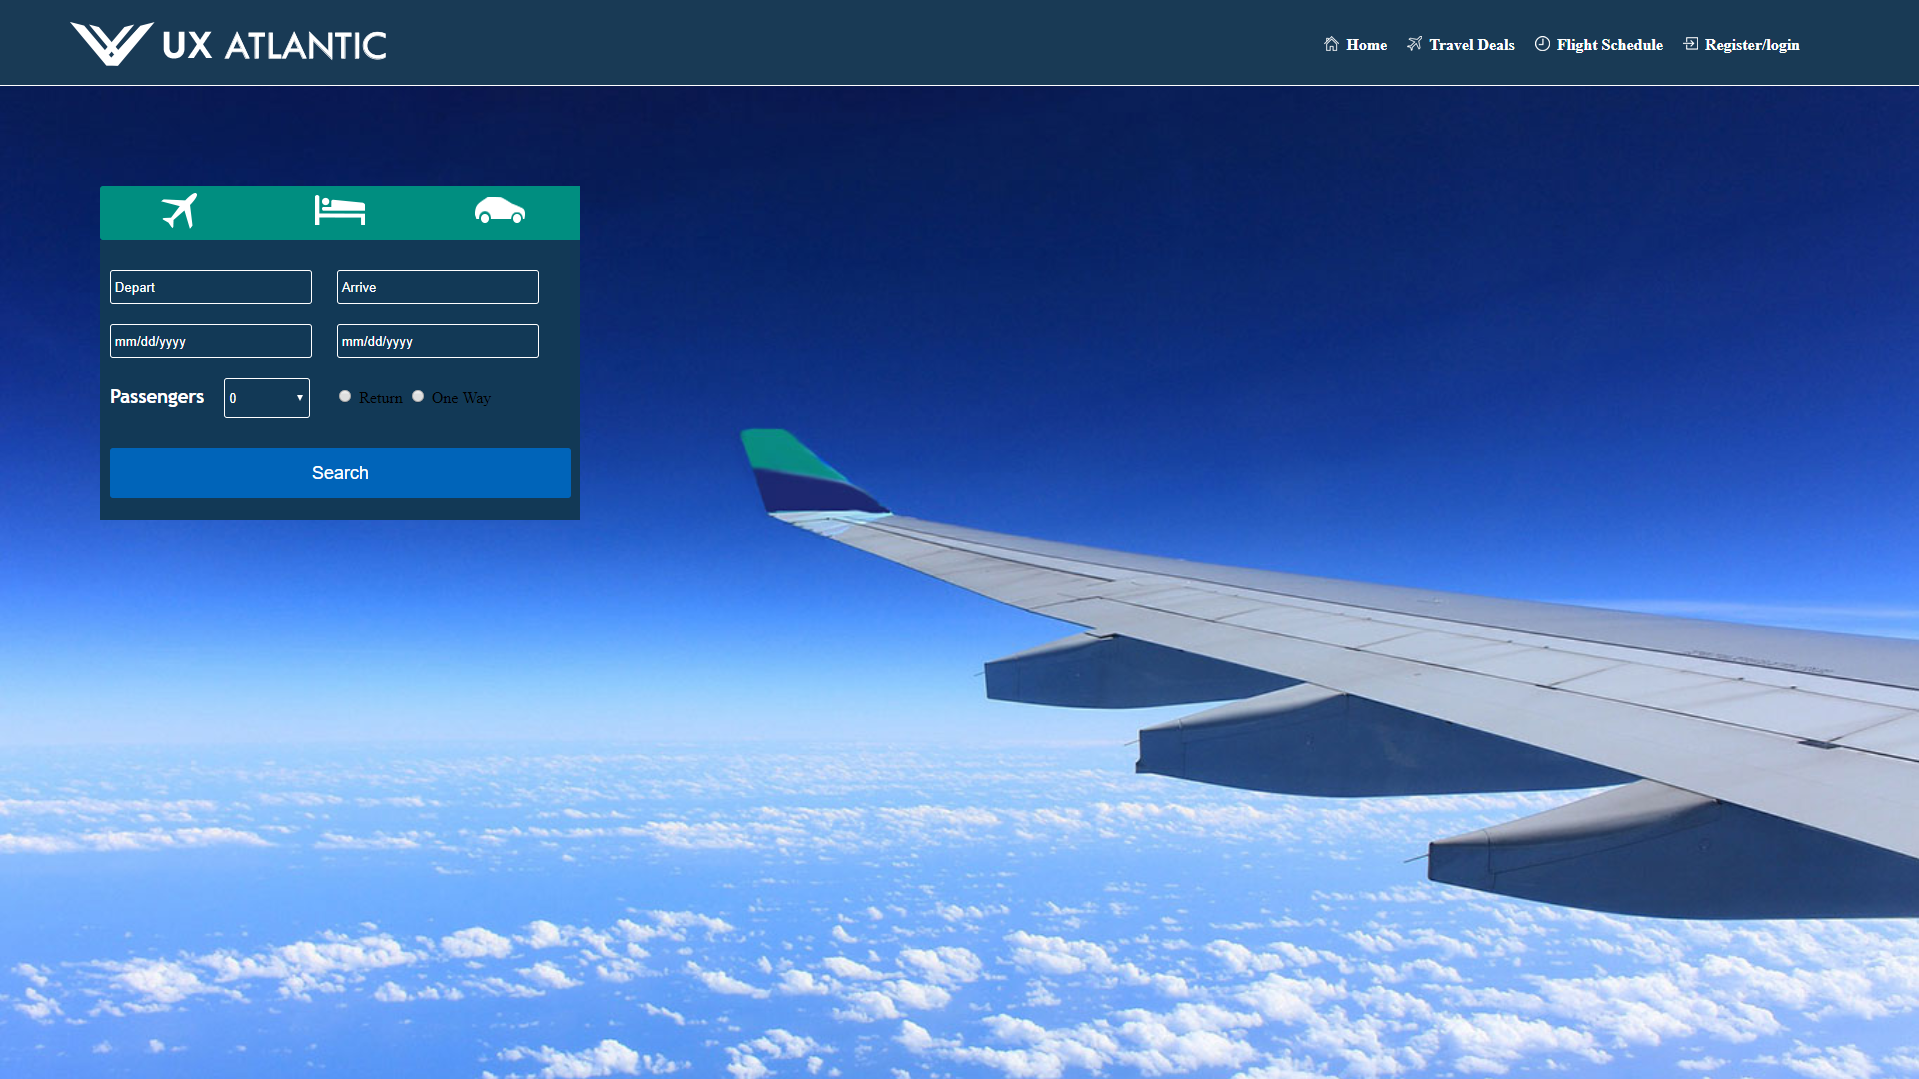 UX ATLANTIC
Home Travel Deals Flight Schedule Register/login
Depart Arrive
mm/dd/yyyy mm/dd/yyyy
Passengers 0 Return One Way
Search